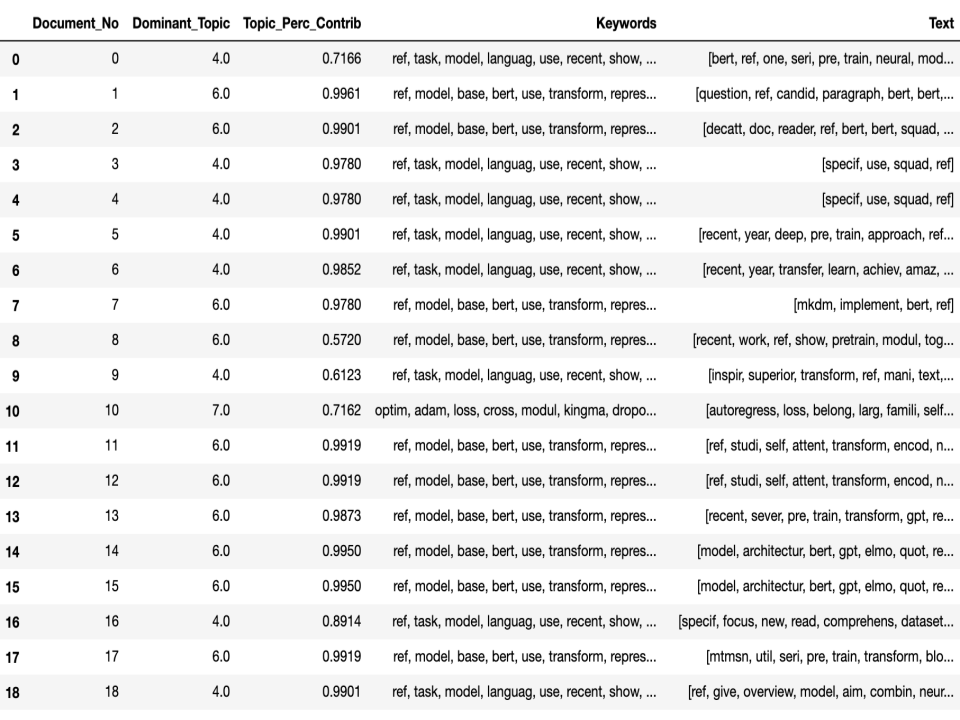 Document_No Dominant_Topic Topic_Perc_Contrib Keywords Text
0 0 4.0 0.7166 ref, task, model, languag, use, recent, show, ... [bert, ref, one, seri, pre, train, neural, mod...
1 1 6.0 0.9961 ref, model, base, bert, use, transform, repres... [question, ref, candid, paragraph, bert, bert,...
2 2 6.0 0.9901 ref, model, base, bert, use, transform, repres... [decatt, doc, reader, ref, bert, bert, squad, ...
3 3 4.0 0.9780 ref, task, model, languag, use, recent, show, ... [specif, use, squad, ref]
4 4 4.0 0.9780 ref, task, model, languag, use, recent, show, ... [specif, use, squad, ref]
5 5 4.0 0.9901 ref, task, model, languag, use, recent, show, ... [recent, year, deep, pre, train, approach, ref...
6 6 4.0 0.9852 ref, task, model, languag, use, recent, show, ... [recent, year, transfer, learn, achiev, amaz, ...
7 7 6.0 0.9780 ref, model, base, bert, use, transform, repres... [mkdm, implement, bert, ref]
8 8 6.0 0.5720 ref, model, base, bert, use, transform, repres... [recent, work, ref, show, pretrain, modul, tog...
9 9 4.0 0.6123 ref, task, model, languag, use, recent, show, ... [inspir, superior, transform, ref, mani, text,...
10 10 7.0 0.7162 optim, adam, loss, cross, modul, kingma, dropo... [autoregress, loss, belong, larg, famili, self...
11 11 6.0 0.9919 ref, model, base, bert, use, transform, repres... [ref, studi, self, attent, transform, encod, n...
12 12 6.0 0.9919 ref, model, base, bert, use, transform, repres... [ref, studi, self, attent, transform, encod, n...
13 13 6.0 0.9873 ref, model, base, bert, use, transform, repres... [recent, sever, pre, train, transform, gpt, re...
14 14 6.0 0.9950 ref, model, base, bert, use, transform, repres... [model, architectur, bert, gpt, elmo, quot, re...
15 15 6.0 0.9950 ref, model, base, bert, use, transform, repres... [model, architectur, bert, gpt, elmo, quot, re...
16 16 4.0 0.8914 ref, task, model, languag, use, recent, show, ... [specif, focus, new, read, comprehens, dataset...
17 17 6.0 0.9919 ref, model, base, bert, use, transform, repres... [mtmsn, util, seri, pre, train, transform, blo...
18 18 4.0 0.9901 ref, task, model, languag, use, recent, show, ... [ref, give, overview, model, aim, combin, neur...